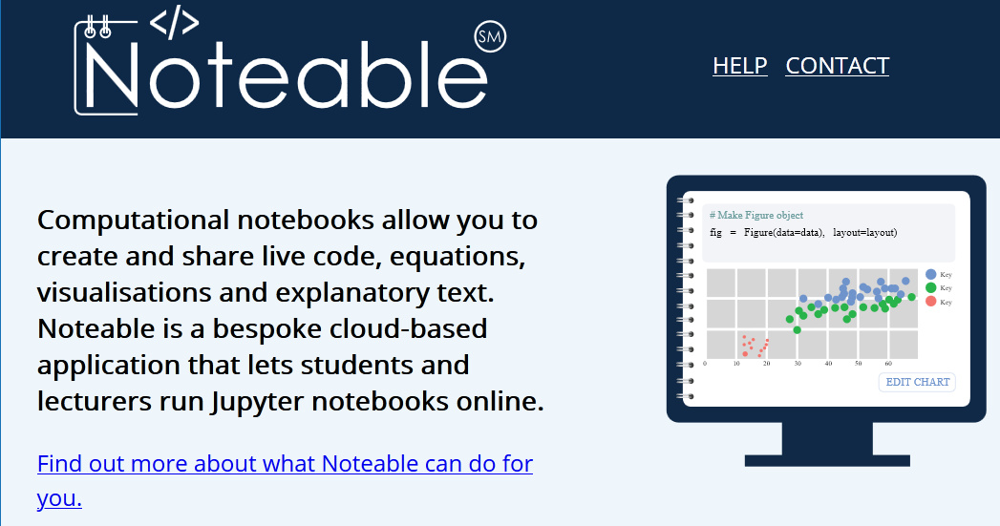 </>
Noteable SM
HELP CONTACT
Computational notebooks allow you to
create and share live code, equations,
visualisations and explanatory text.
Noteable is a bespoke cloud-based
application that lets students and
lecturers run Jupyter notebooks online.
Find out more about what Noteable can do for
you.
# Make Figure object
fig = Figure(data=data), layout=layout)
Key
Key
Key
0 10 20 30 40 50 60
EDIT CHART